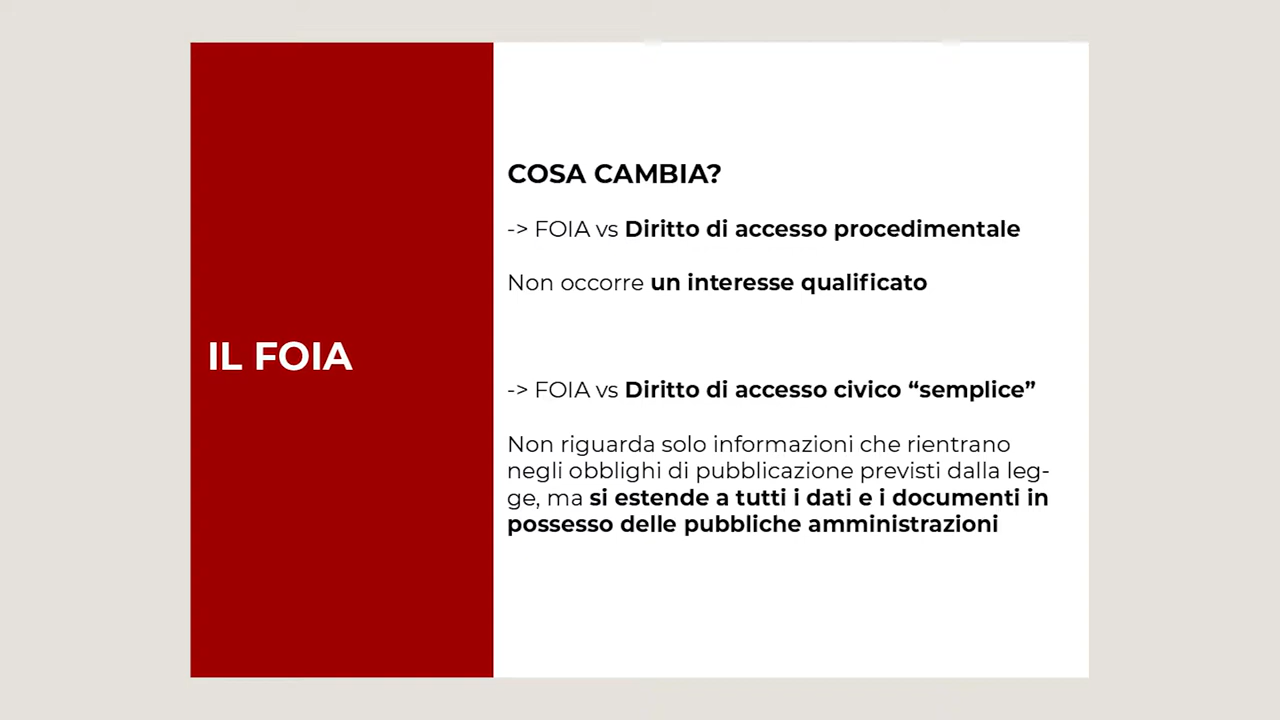 IL FOIA
COSA CAMBIA?
-> FOIA vs Diritto di accesso procedimentale
Non occorre un interesse qualificato
-> FOIA vs Diritto di accesso civico “semplice”
Non riguarda solo informazioni che rientrano
negli obblighi di pubblicazione previsti dalla leg-
ge, ma si estende a tutti i dati e i documenti in
possesso delle pubbliche amministrazioni